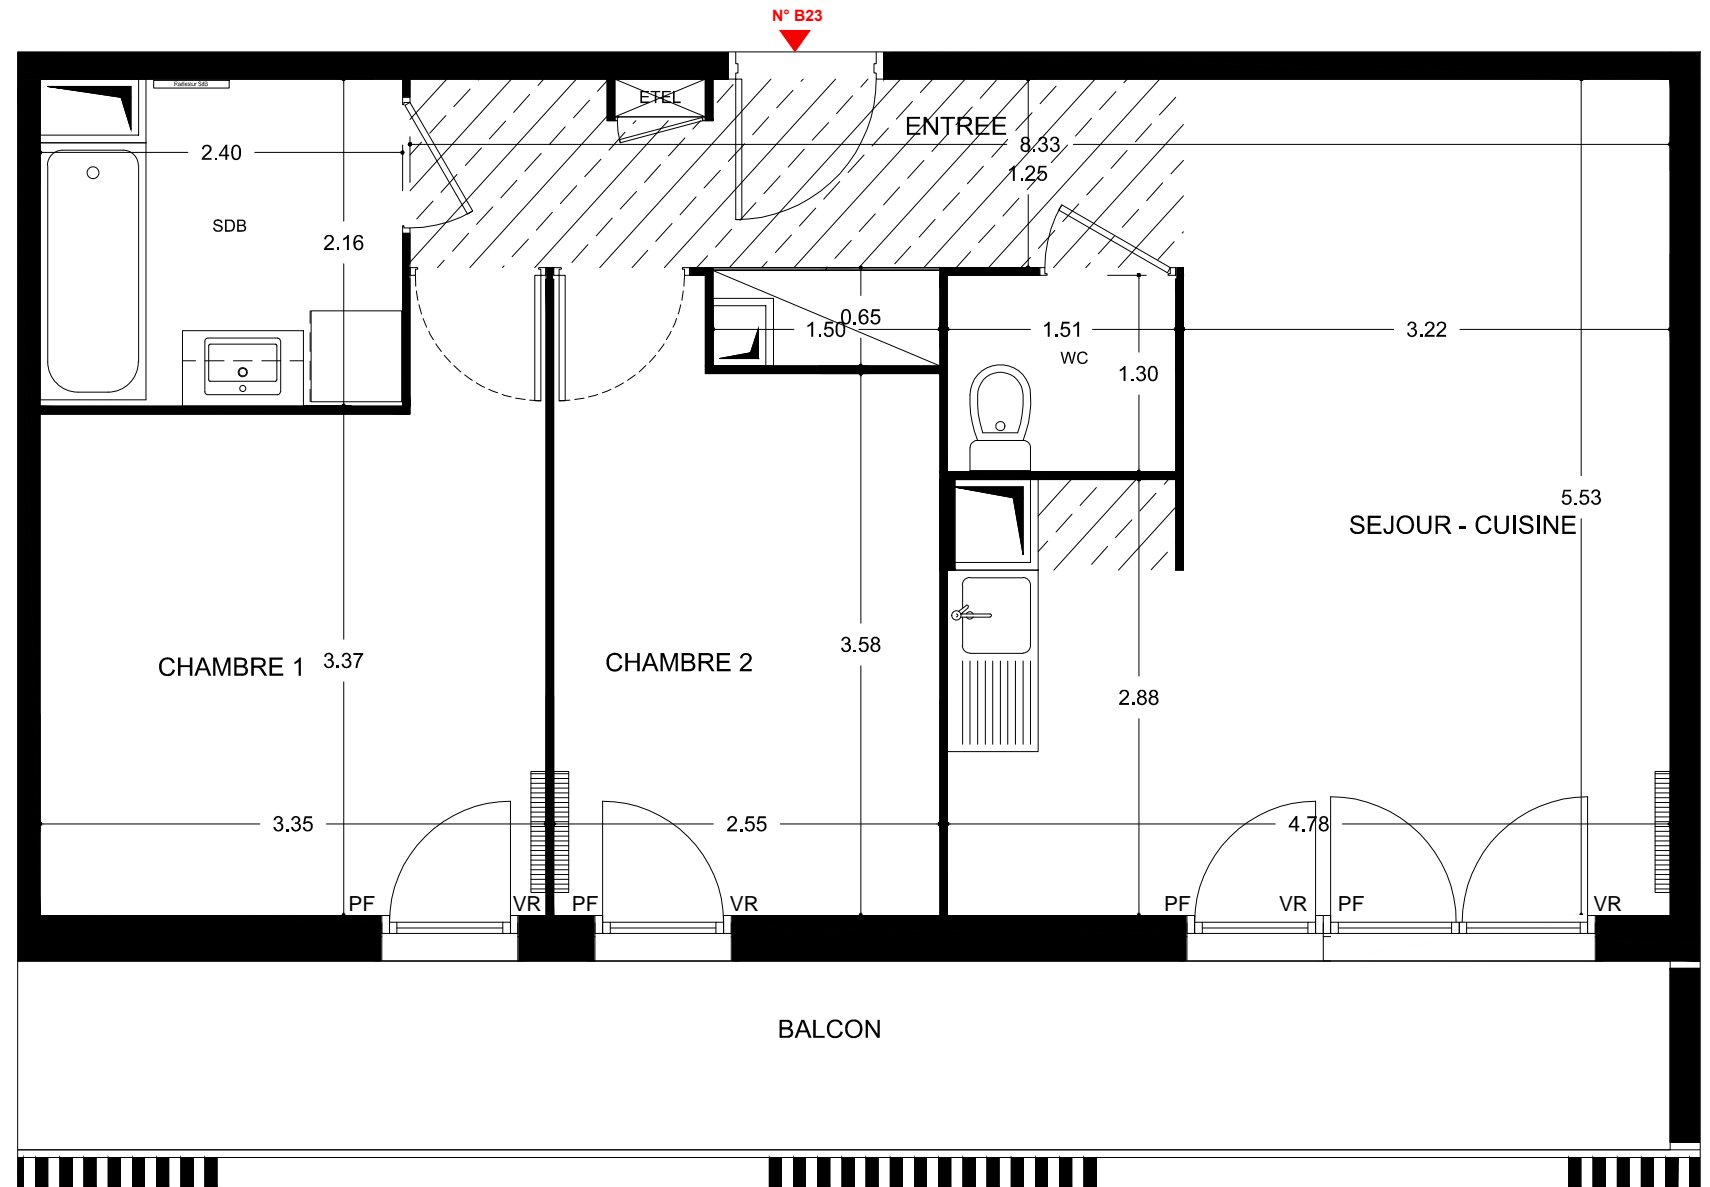 N° B23
Radiateur SdB
ETEL
ENTREE
2.40
8.33
1.25
SDB
2.16
0.65
1.50
1.51
3.22
WC
1.30
5.53
SEJOUR - CUISINE
3.58
CHAMBRE 1
3.37
CHAMBRE 2
2.88
3.35
2.55
4.78
PF
VR
PF
VR
PF
VR
PF
VR
BALCON